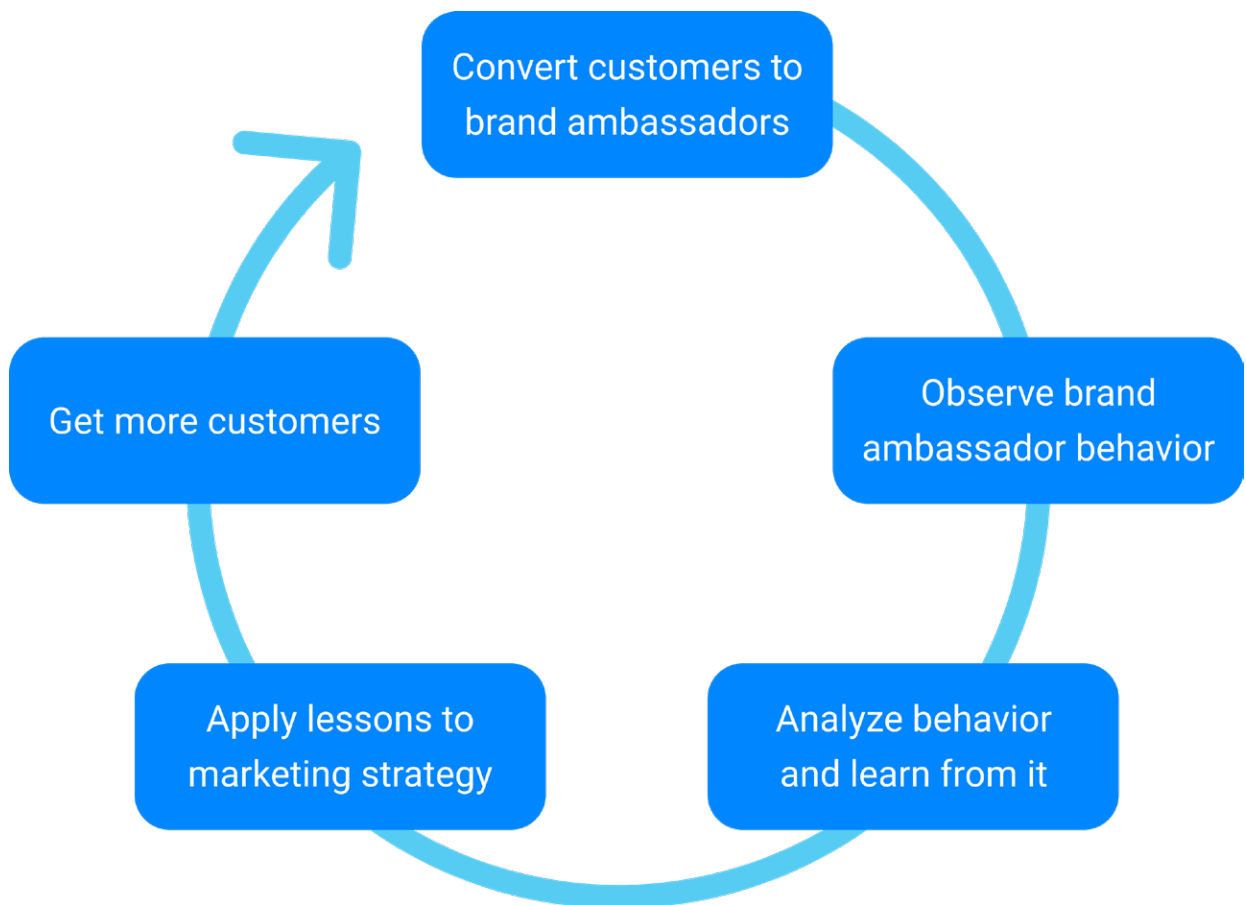 Convert customers to
brand ambassadors
Observe brand
ambassador behavior
Analyze behavior
and learn from it
Apply lessons to
marketing strategy
Get more customers